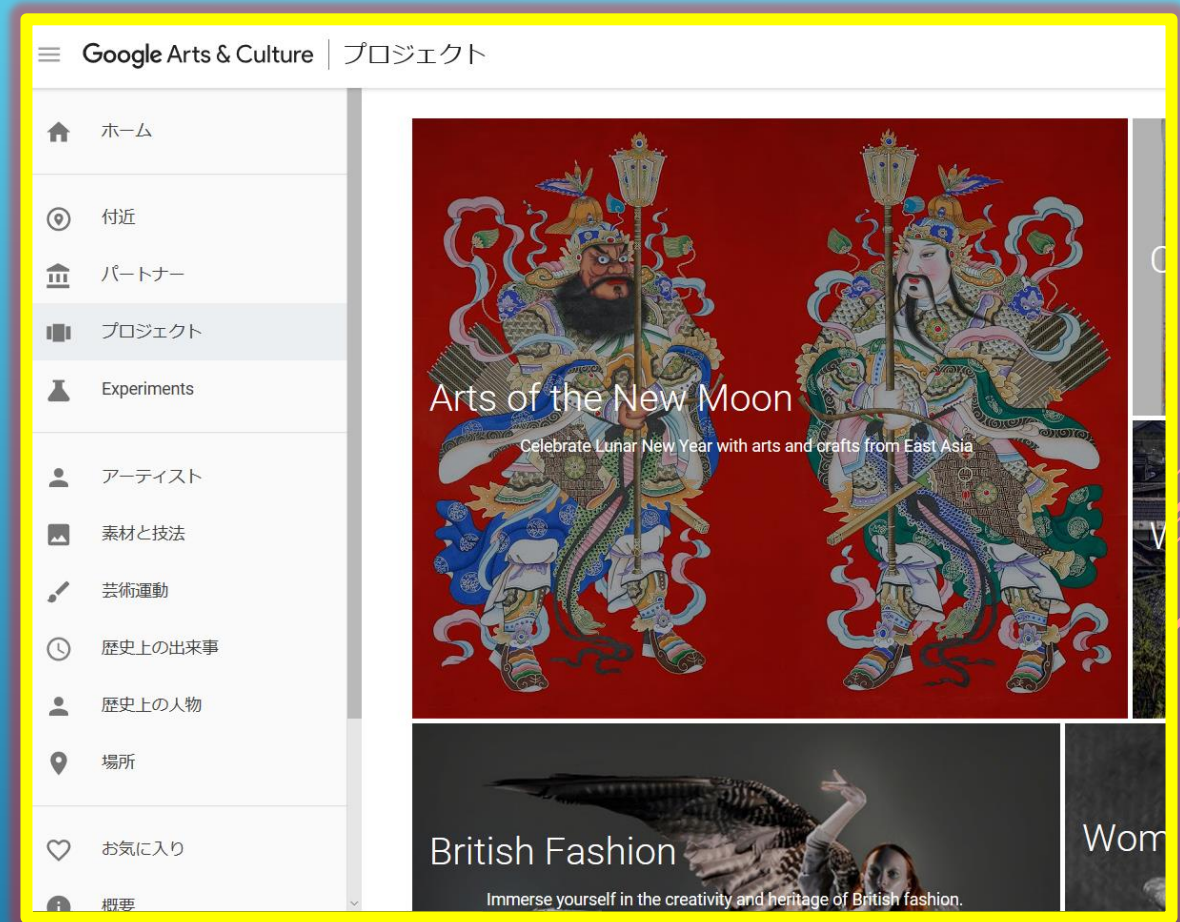 Google Arts & Culture プロジェクト
ホーム
付近
パートナー
プロジェクト
Experiments
アーティスト
素材と技法
芸術運動
歴史上の出来事
歴史上の人物
場所
お気に入り
概要
Arts of the New Moon
Celebrate Lunar New Year with arts and crafts from East Asia
British Fashion
Immerse yourself in the creativity and heritage of British fashion.